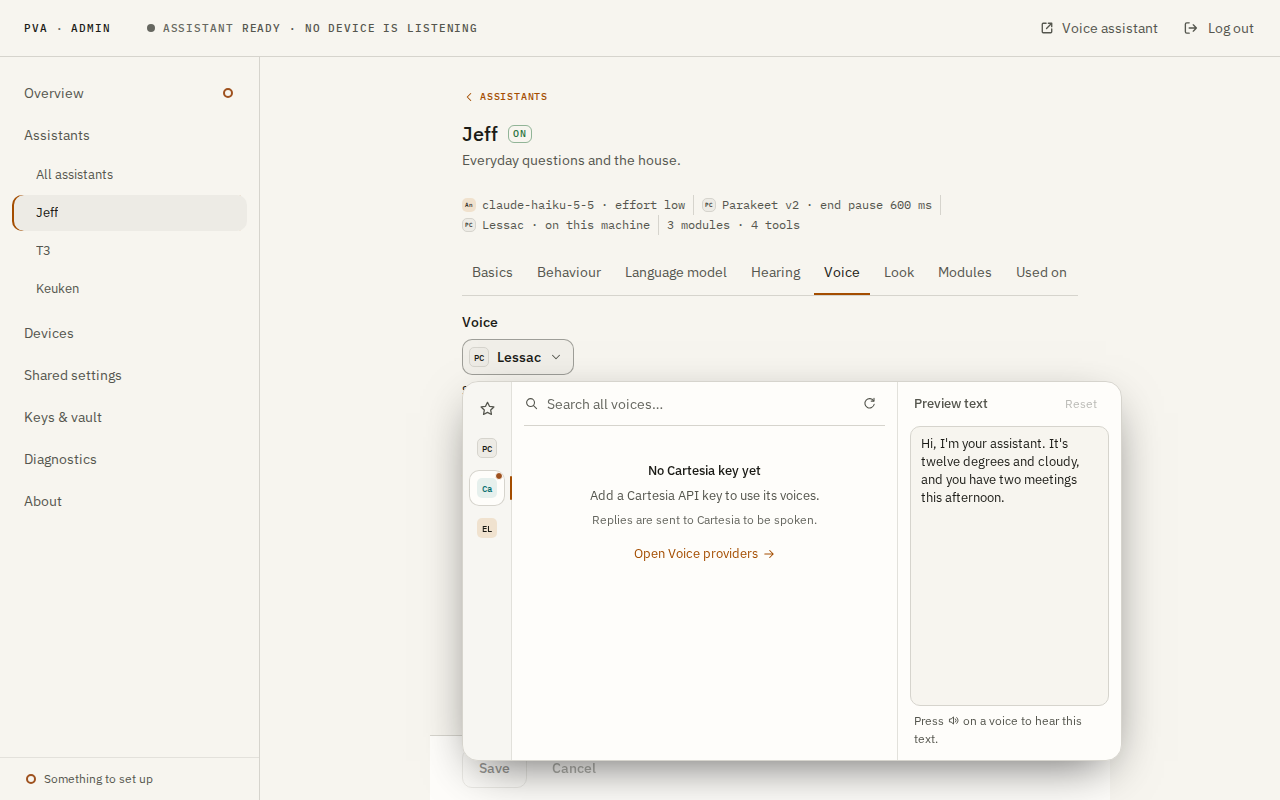 PVA · ADMIN
ASSISTANT READY · NO DEVICE IS LISTENING
Voice assistant
Log out
Overview
Assistants
All assistants
Jeff
T3
Keuken
Devices
Shared settings
Keys & vault
Diagnostics
About
Something to set up
ASSISTANTS
Jeff ON
Everyday questions and the house.
An claude-haiku-5-5 · effort low
PC Parakeet v2 · end pause 600 ms
PC Lessac · on this machine
3 modules · 4 tools
Basics
Behaviour
Language model
Hearing
Voice
Look
Modules
Used on
Voice
PC Lessac
PC
Ca
EL
Search all voices…
No Cartesia key yet
Add a Cartesia API key to use its voices.
Replies are sent to Cartesia to be spoken.
Open Voice providers →
Preview text
Reset
Hi, I'm your assistant. It's
twelve degrees and cloudy,
and you have two meetings
this afternoon.
Press on a voice to hear this
text.
Save
Cancel